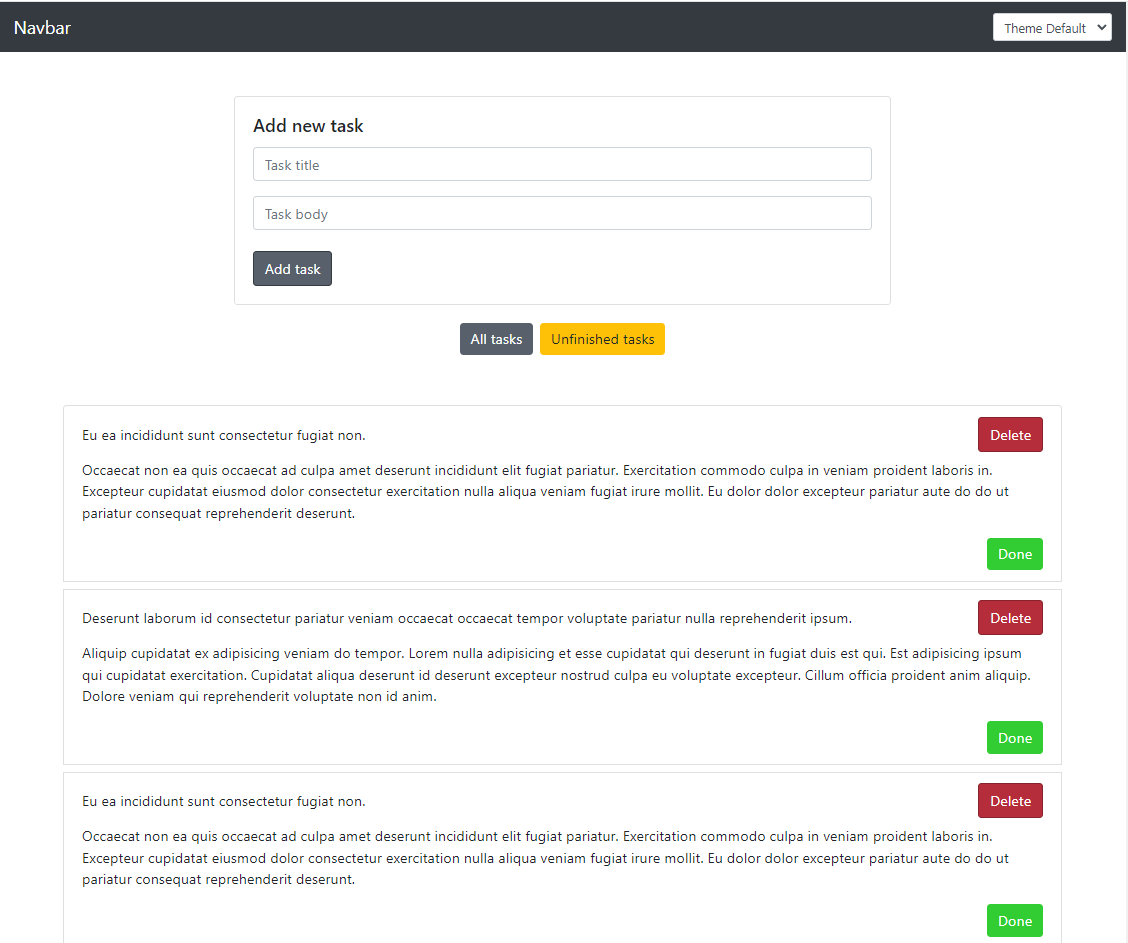 Navbar
Theme Default
Add new task
Task title
Task body
Add task
All tasks
Unfinished tasks
Eu ea incididunt sunt consectetur fugiat non.
Delete
Occaecat non ea quis occaecat ad culpa amet deserunt incididunt elit fugiat pariatur. Exercitation commodo culpa in veniam proident laboris in.
Excepteur cupidatat eiusmod dolor consectetur exercitation nulla aliqua veniam fugiat irure mollit. Eu dolor dolor excepteur pariatur aute do do ut
pariatur consequat reprehenderit deserunt.
Done
Deserunt laborum id consectetur pariatur veniam occaecat occaecat tempor voluptate pariatur nulla reprehenderit ipsum.
Delete
Aliquip cupidatat ex adipisicing veniam do tempor. Lorem nulla adipisicing et esse cupidatat qui deserunt in fugiat duis est qui. Est adipisicing ipsum
qui cupidatat exercitation. Cupidatat aliqua deserunt id deserunt excepteur nostrud culpa eu voluptate excepteur. Cillum officia proident anim aliquip.
Dolore veniam qui reprehenderit voluptate non id anim.
Done
Eu ea incididunt sunt consectetur fugiat non.
Delete
Occaecat non ea quis occaecat ad culpa amet deserunt incididunt elit fugiat pariatur. Exercitation commodo culpa in veniam proident laboris in.
Excepteur cupidatat eiusmod dolor consectetur exercitation nulla aliqua veniam fugiat irure mollit. Eu dolor dolor excepteur pariatur aute do do ut
pariatur consequat reprehenderit deserunt.
Done